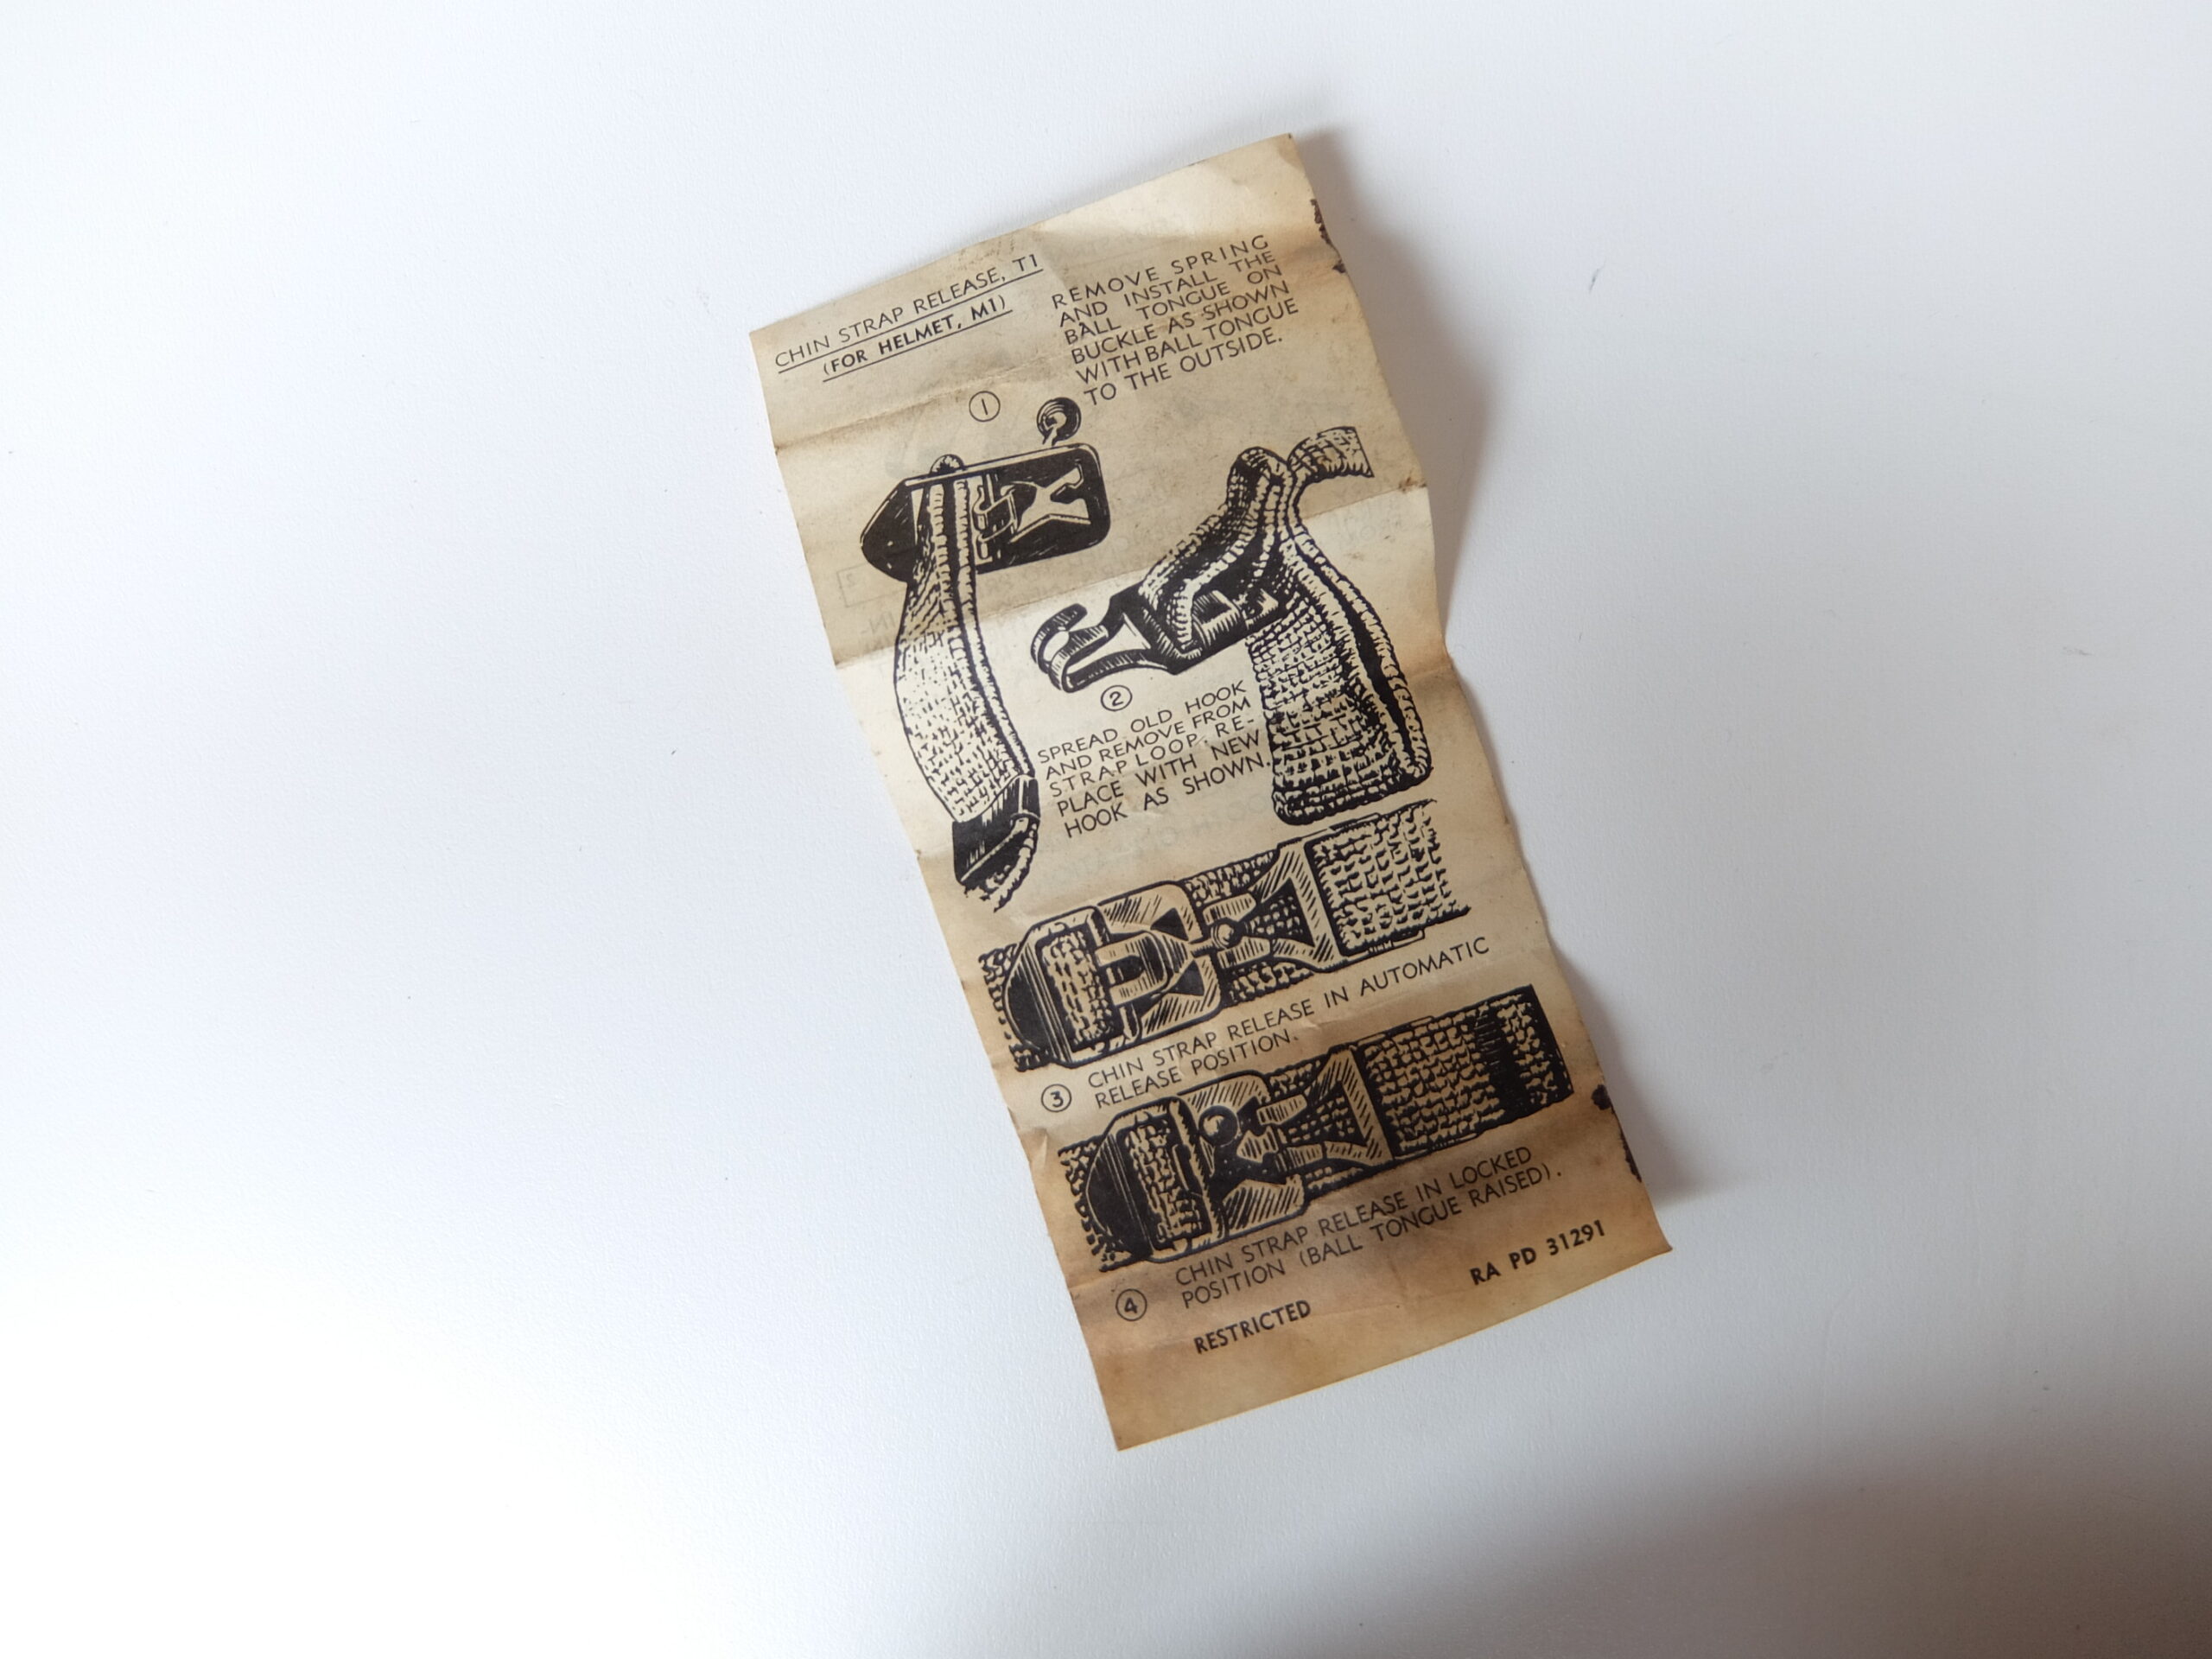 CHIN STRAP RELEASE, T1
(FOR HELMET, M1)
REMOVE SPRING
AND INSTALL THE
BALL TONGUE ON
BUCKLE AS SHOWN
WITH BALL TONGUE
TO THE OUTSIDE.
1
2
SPREAD OLD HOOK
AND REMOVE FROM
STRAP LOOP. RE-
PLACE WITH NEW
HOOK AS SHOWN.
3 CHIN STRAP RELEASE IN AUTOMATIC
RELEASE POSITION.
4 CHIN STRAP RELEASE IN LOCKED
POSITION (BALL TONGUE RAISED).
RA PD 31291
RESTRICTED